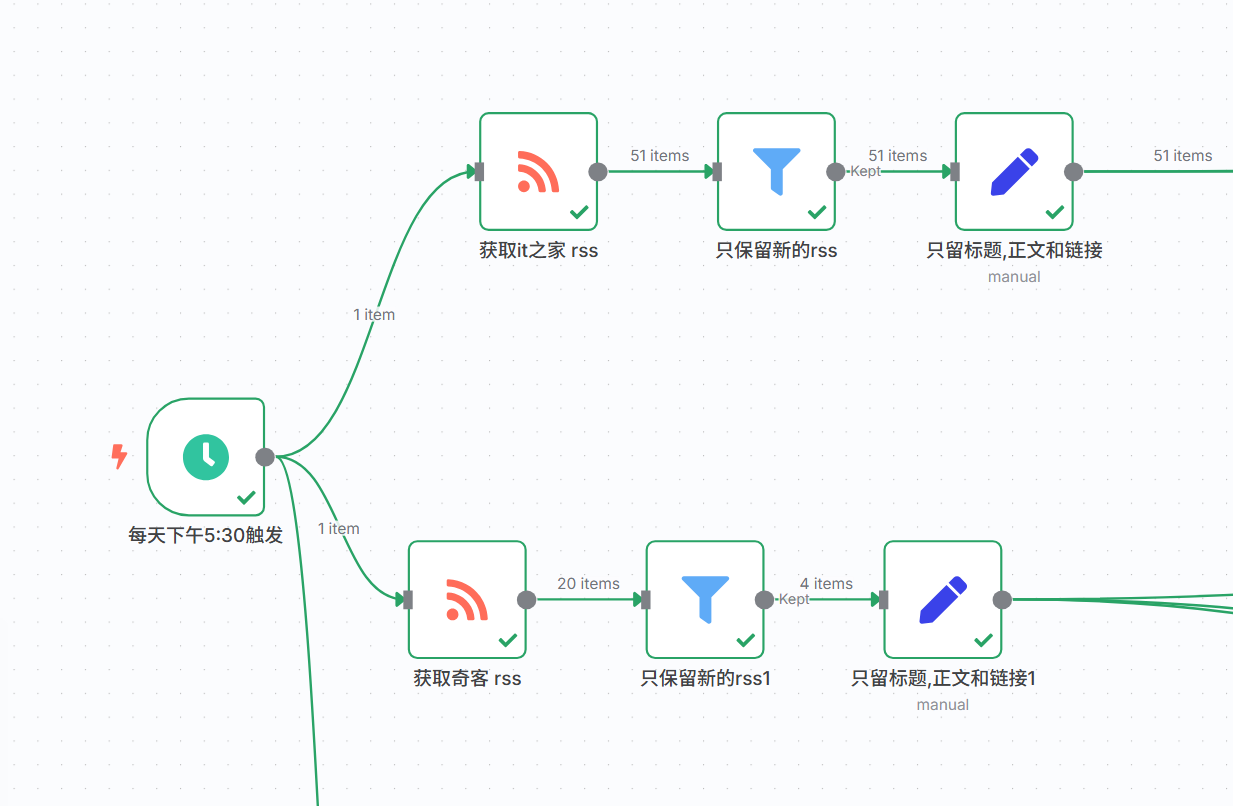 51 items
51 items
Kept
51 items
获取it之家 rss
只保留新的rss
只留标题,正文和链接
manual
1 item
每天下午5:30触发
1 item
20 items
4 items
Kept
获取奇客 rss
只保留新的rss1
只留标题,正文和链接1
manual